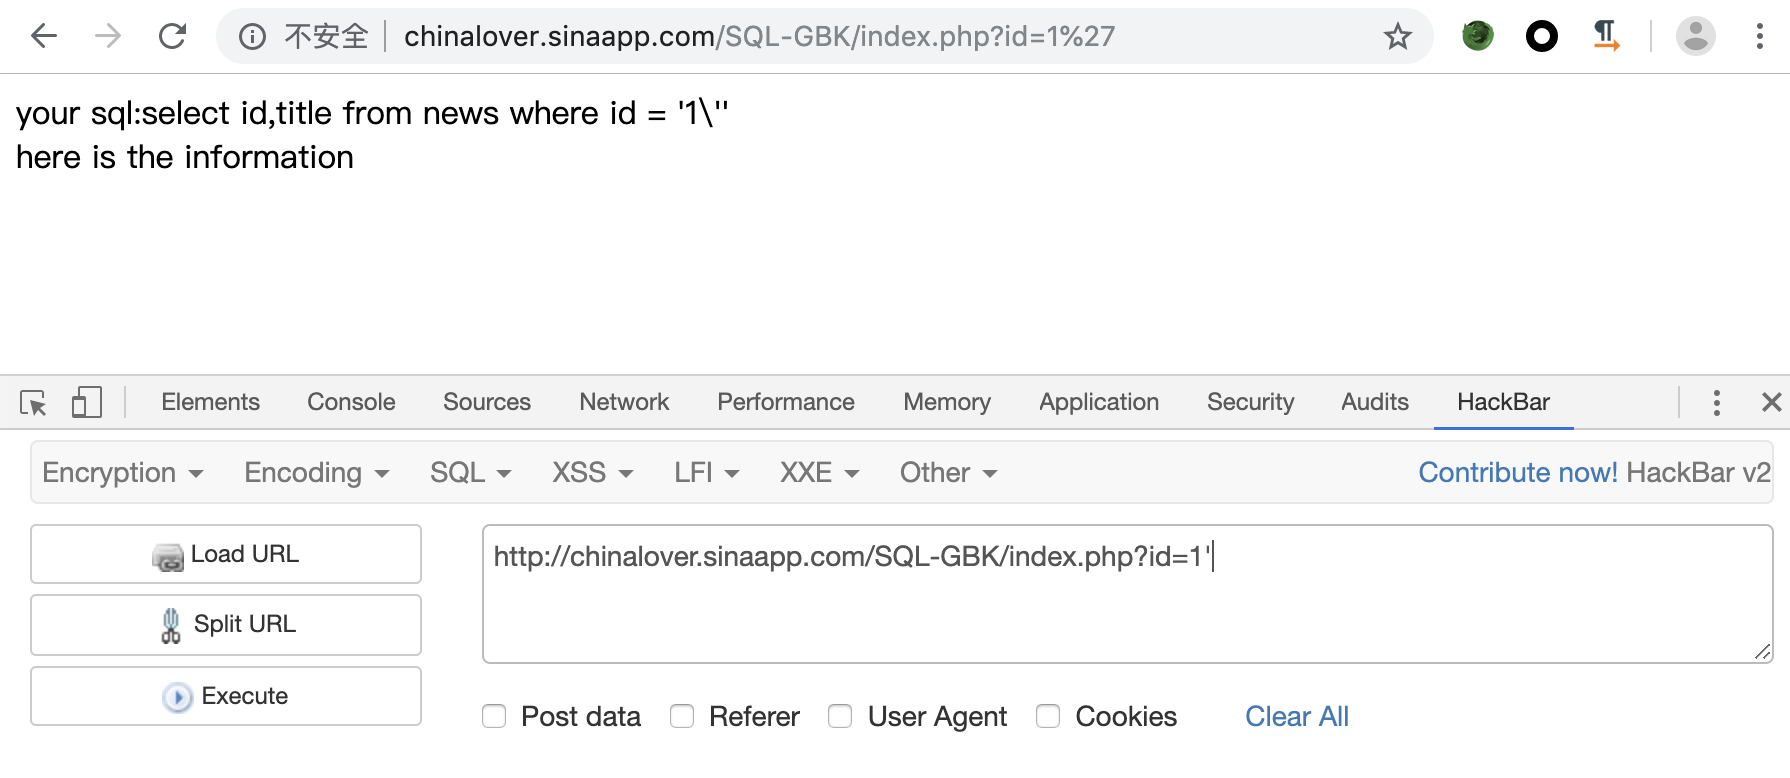 不安全 chinalover.sinaapp.com/SQL-GBK/index.php?id=1%27
your sql:select id,title from news where id = '1\''
here is the information
Elements Console Sources Network Performance Memory Application Security Audits HackBar
Encryption Encoding SQL XSS LFI XXE Other Contribute now! HackBar v2
Load URL
http://chinalover.sinaapp.com/SQL-GBK/index.php?id=1'
Split URL
Execute
Post data Referer User Agent Cookies Clear All